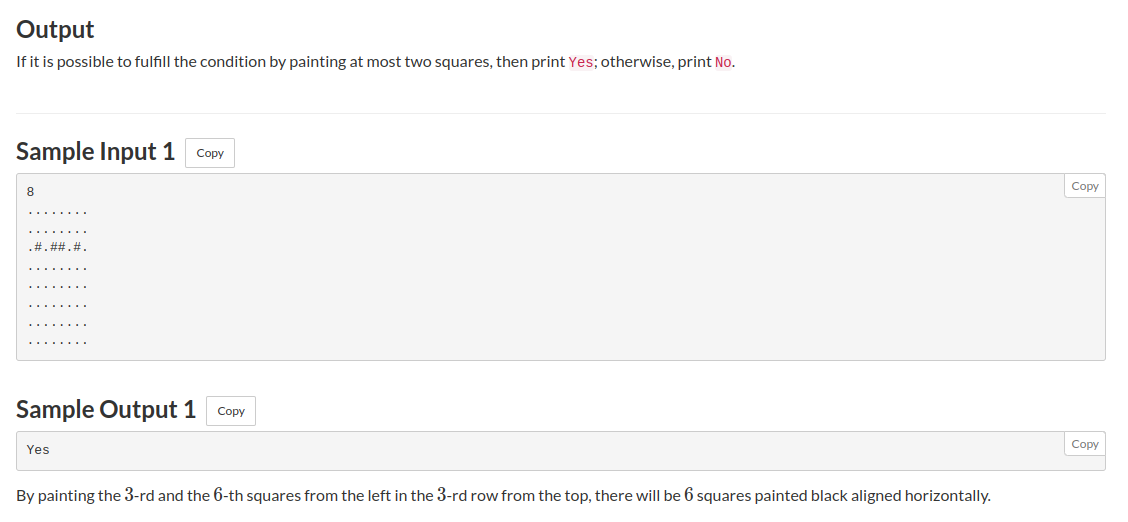 Output
If it is possible to fulfill the condition by painting at most two squares, then print Yes; otherwise, print No.
Sample Input 1 Copy
Copy
8
........
........
.#.##.#.
........
........
........
........
........
Sample Output 1 Copy
Copy
Yes
By painting the 3-rd and the 6-th squares from the left in the 3-rd row from the top, there will be 6 squares painted black aligned horizontally.